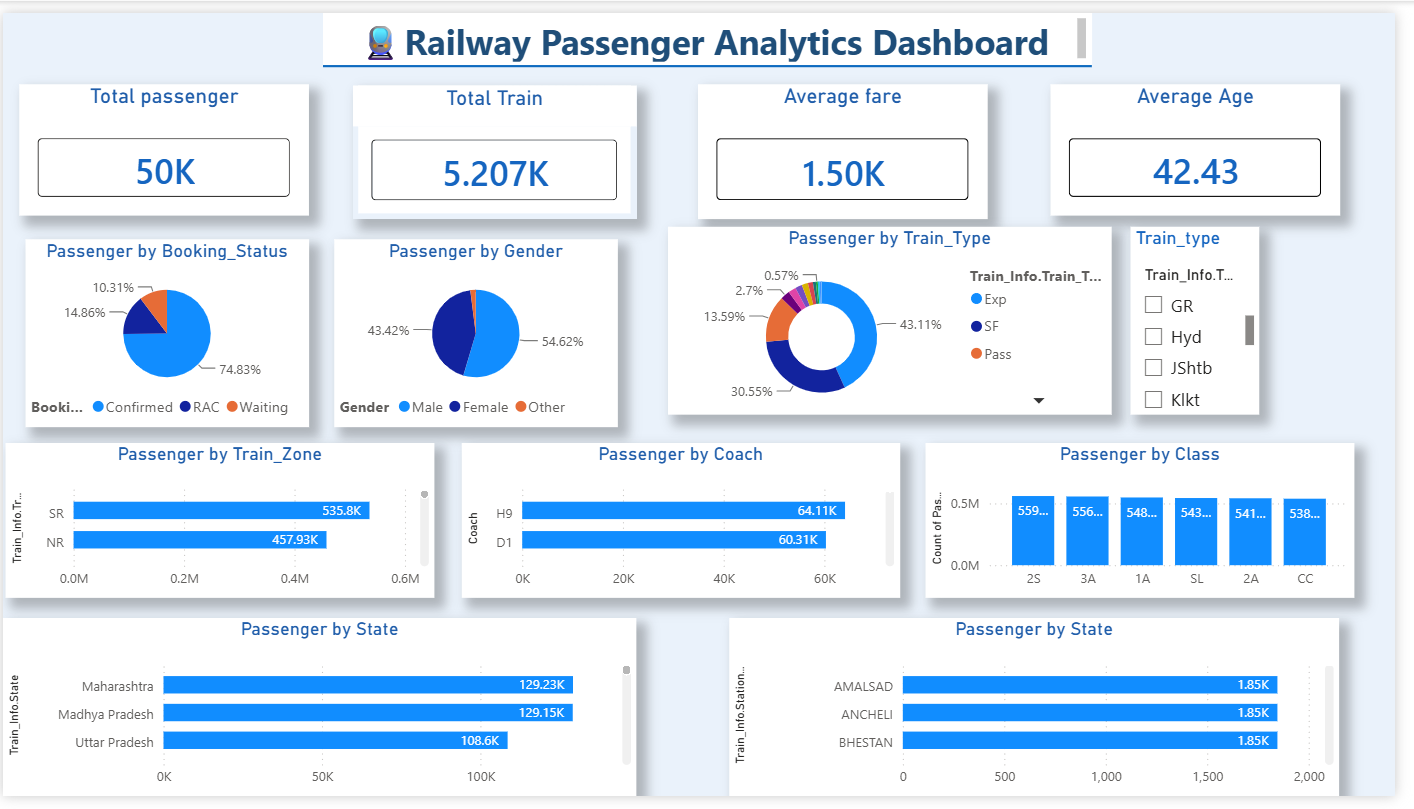 Railway Passenger Analytics Dashboard
Total passenger
50K
Total Train
5.207K
Average fare
1.50K
Average Age
42.43
Passenger by Booking_Status
10.31%
14.86%
74.83%
Booki... Confirmed RAC Waiting
Passenger by Gender
43.42%
54.62%
Gender Male Female Other
Passenger by Train_Type
0.57%
2.7%
13.59%
43.11%
30.55%
Train_Info.Train_T...
Exp
SF
Pass
Train_type
Train_Info.T...
GR
Hyd
JShtb
Klkt
Passenger by Train_Zone
Train_Info.Tr...
SR 535.8K
NR 457.93K
0.0M 0.2M 0.4M 0.6M
Passenger by Coach
Coach
H9 64.11K
D1 60.31K
0K 20K 40K 60K
Passenger by Class
Count of Pas...
0.5M
0.0M
559... 556... 548... 543... 541... 538...
2S 3A 1A SL 2A CC
Passenger by State
Train_Info.State
Maharashtra 129.23K
Madhya Pradesh 129.15K
Uttar Pradesh 108.6K
0K 50K 100K
Passenger by State
Train_Info.Station...
AMALSAD 1.85K
ANCHELI 1.85K
BHESTAN 1.85K
0 500 1,000 1,500 2,000